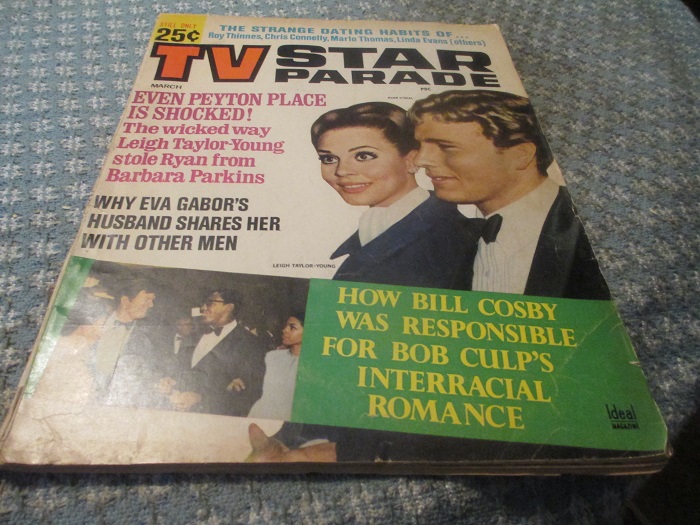 STILL ONLY
25¢
THE STRANGE DATING HABITS OF...
Roy Thinnes, Chris Connelly, Marlo Thomas, Linda Evans (others)
TV STAR
PARADE
MARCH
PDC
EVEN PEYTON PLACE
IS SHOCKED!
The wicked way
Leigh Taylor-Young
stole Ryan from
Barbara Parkins
WHY EVA GABOR'S
HUSBAND SHARES HER
WITH OTHER MEN
LEIGH TAYLOR-YOUNG
HOW BILL COSBY
WAS RESPONSIBLE
FOR BOB CULP'S
INTERRACIAL
ROMANCE
Ideal
MAGAZINE